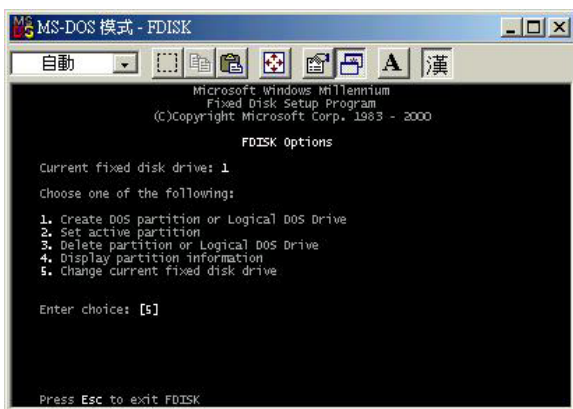 MS-DOS 模式 - FDISK
自動
A 漢
Microsoft Windows Millennium
Fixed Disk Setup Program
(C)Copyright Microsoft Corp. 1983 - 2000
FDISK Options
Current fixed disk drive: 1
Choose one of the following:
1. Create DOS partition or Logical DOS Drive
2. Set active partition
3. Delete partition or Logical DOS Drive
4. Display partition information
5. Change current fixed disk drive
Enter choice: [5]
Press Esc to exit FDISK